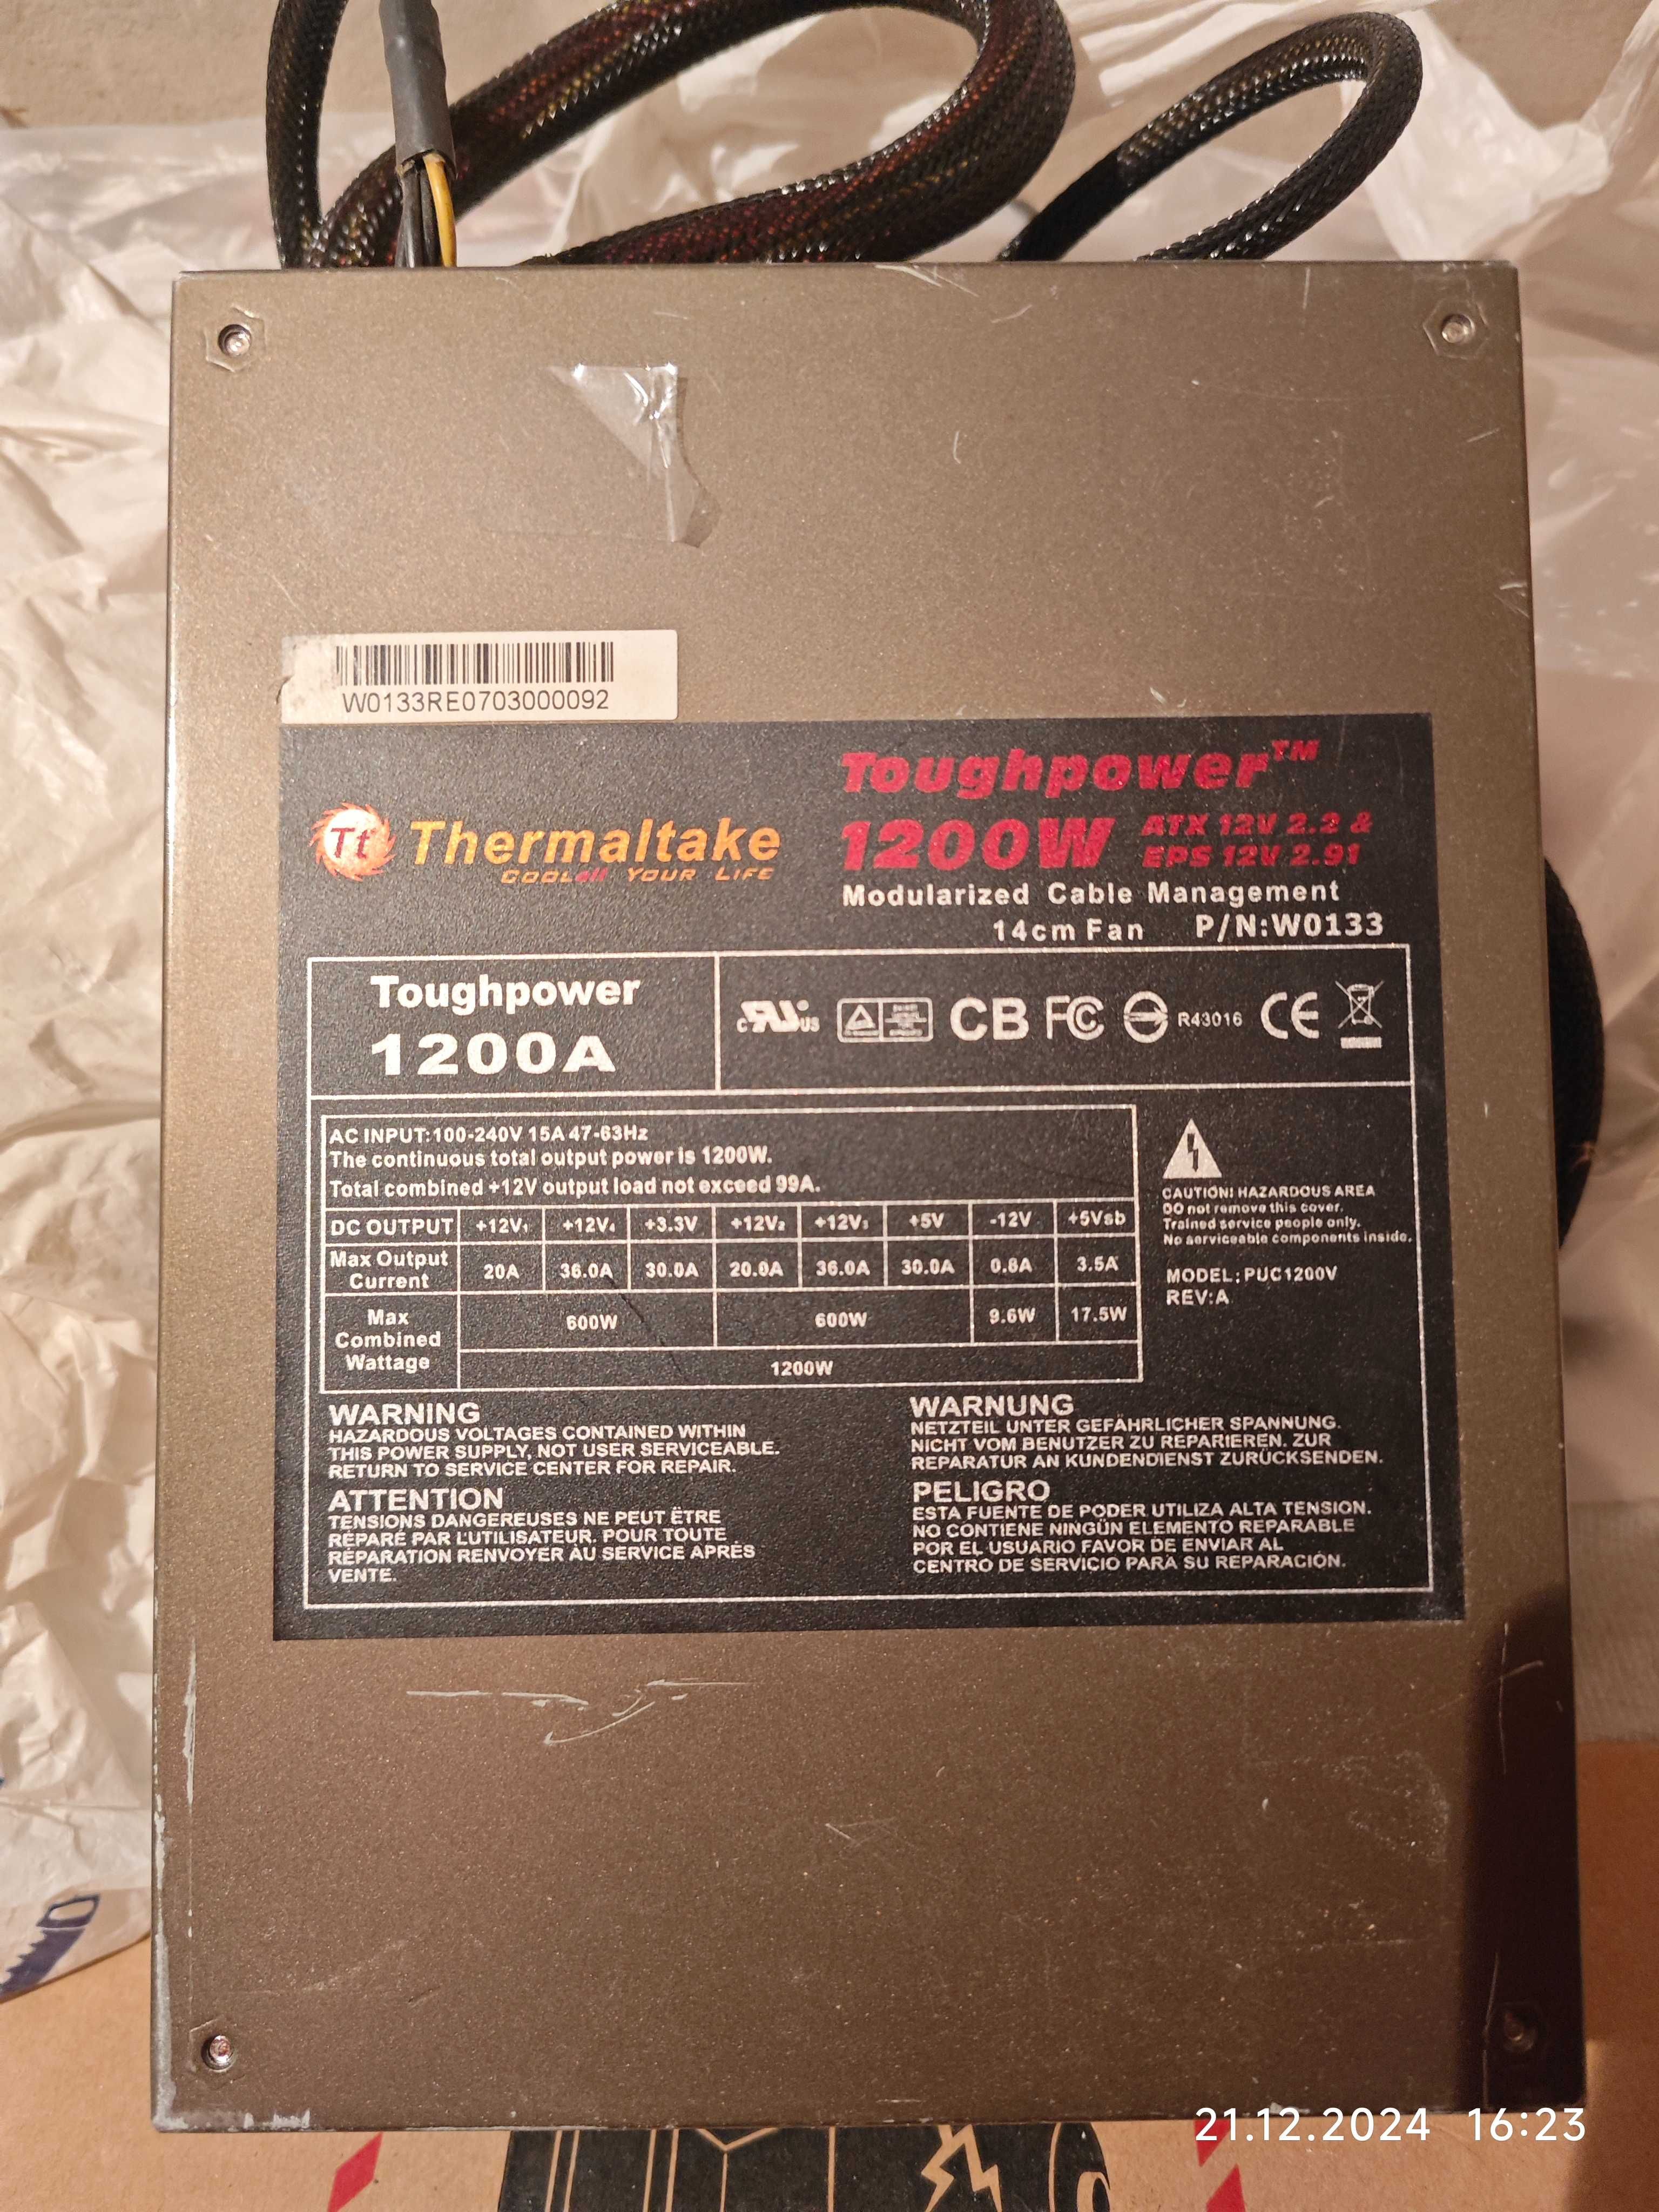 W0133RE0703000092
Toughpower™
Tt Thermaltake
COOL all YOUR LIFE
1200W ATX 12V 2.2 &
EPS 12V 2.91
Modularized Cable Management
14cm Fan P/N:W0133
Toughpower
1200A
c RU US CB FC R43016 CE
AC INPUT:100-240V 15A 47-63Hz
The continuous total output power is 1200W.
Total combined +12V output load not exceed 99A.
DC OUTPUT +12V₁ +12V₄ +3.3V +12V₂ +12V₃ +5V -12V +5Vsb
Max Output Current 20A 36.0A 30.0A 20.0A 36.0A 30.0A 0.8A 3.5A
Max Combined Wattage 600W 600W 9.6W 17.5W
1200W
CAUTION! HAZARDOUS AREA
DO not remove this cover.
Trained service people only.
No serviceable components inside.
MODEL: PUC1200V
REV:A
WARNING
HAZARDOUS VOLTAGES CONTAINED WITHIN
THIS POWER SUPPLY, NOT USER SERVICEABLE.
RETURN TO SERVICE CENTER FOR REPAIR.
ATTENTION
TENSIONS DANGEREUSES NE PEUT ËTRE
RÉPARÉ PAR L'UTILISATEUR. POUR TOUTE
RÉPARATION RENVOYER AU SERVICE APRÉS
VENTE.
WARNUNG
NETZTEIL UNTER GEFÄHRLICHER SPANNUNG.
NICHT VOM BENUTZER ZU REPARIEREN. ZUR
REPARATUR AN KUNDENDIENST ZURÜCKSENDEN.
PELIGRO
ESTA FUENTE DE PODER UTILIZA ALTA TENSION.
NO CONTIENE NINGÜN ELEMENTO REPARABLE
POR EL USUARIO FAVOR DE ENVIAR AL
CENTRO DE SERVICIO PARA SU REPARACIÓN.
21.12.2024 16:23